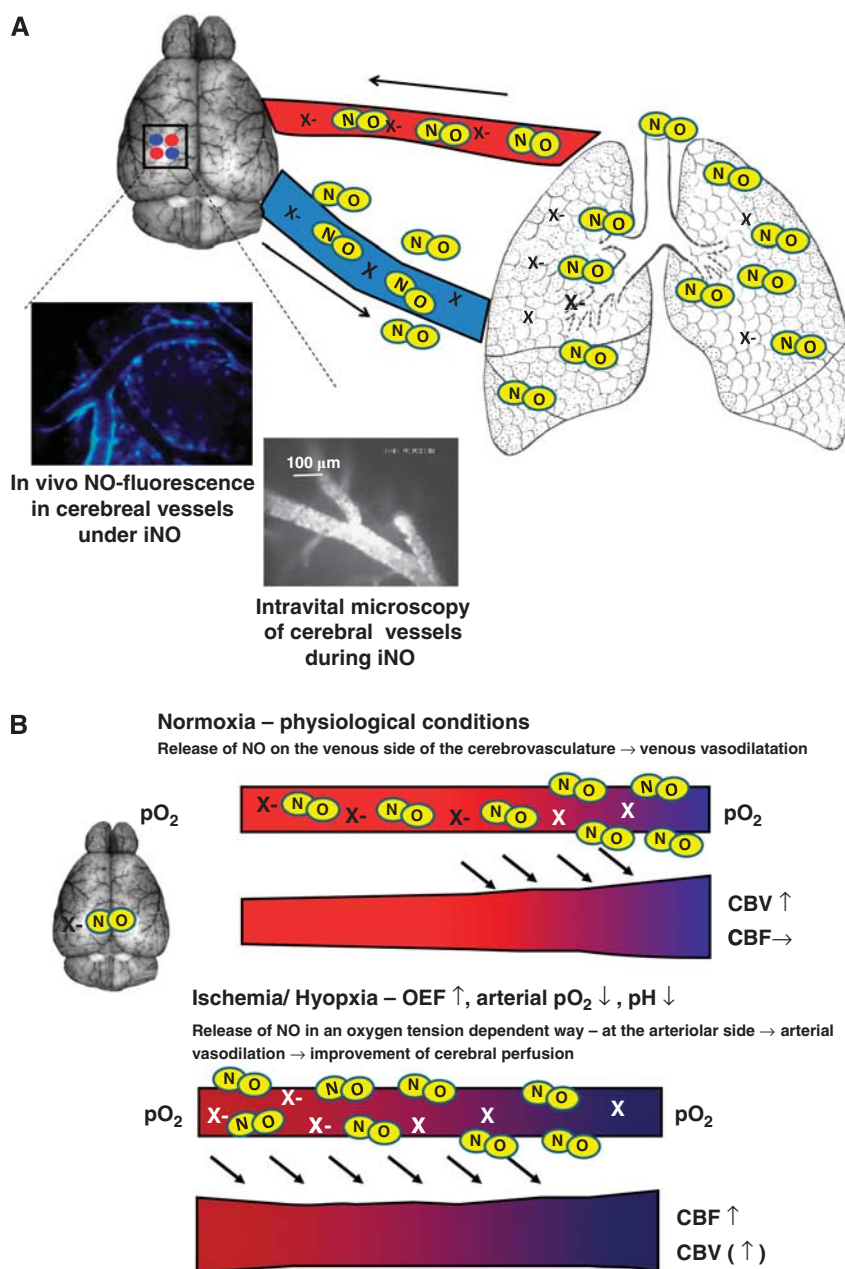 A
N O
X- N O X- N O X- N O
N O
X- N O
X- N O
X N O
X N O
X-
N O
N O
X- N O
X N O
N O
X X-
N O
X- N O
N O
N O
100 μm
In vivo NO-fluorescence
in cerebreal vessels
under iNO
Intravital microscopy
of cerebral vessels
during iNO
B
Normoxia – physiological conditions
Release of NO on the venous side of the cerebrovasculature → venous vasodilatation
pO2
X- N O X- N O X- N O X N O X N O
N O N O
pO2
X- N O
CBV ↑
CBF→
Ischemia/ Hyopxia – OEF ↑, arterial pO2 ↓, pH ↓
Release of NO in an oxygen tension dependent way – at the arteriolar side → arterial
vasodilation → improvement of cerebral perfusion
pO2
N O X- N O N O N O
X- N O X- N O X X N O N O X
pO2
CBF ↑
CBV ( ↑ )